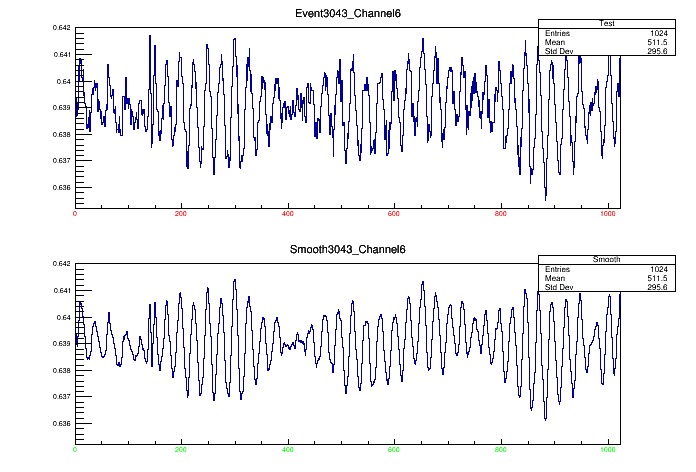 Event3043_Channel6
Test
Entries 1024
Mean 511.5
Std Dev 295.6
0.642
0.641
0.64
0.639
0.638
0.637
0.636
0 200 400 600 800 1000
Smooth3043_Channel6
Smooth
Entries 1024
Mean 511.5
Std Dev 295.6
0.642
0.641
0.64
0.639
0.638
0.637
0.636
0 200 400 600 800 1000